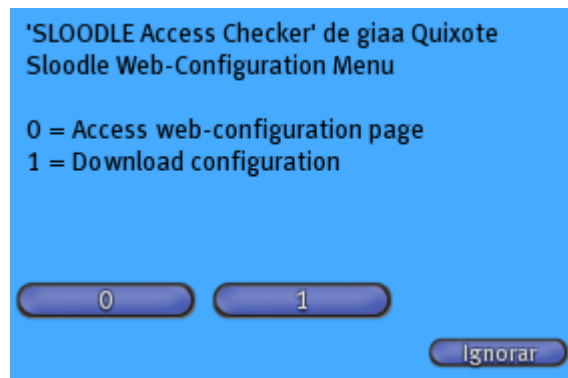 'SLOODLE Access Checker' de giaa Quixote
Sloodle Web-Configuration Menu
0 = Access web-configuration page
1 = Download configuration
0 1
Ignorar